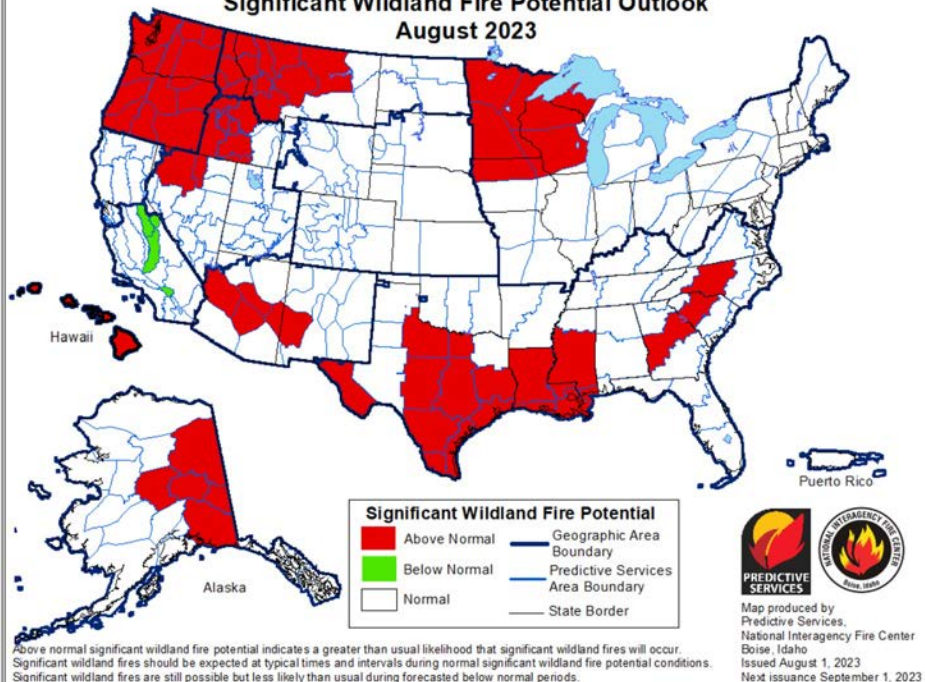 Significant Wildland Fire Potential Outlook
August 2023
Hawaii
Alaska
Puerto Rico
Significant Wildland Fire Potential
Above Normal
Below Normal
Normal
Geographic Area
Boundary
Predictive Services
Area Boundary
State Border
PREDICTIVE
SERVICES
NATIONAL INTERAGENCY FIRE CENTER
Boise, Idaho
Map produced by
Predictive Services,
National Interagency Fire Center
Boise, Idaho
Issued August 1, 2023
Next issuance September 1, 2023
Above normal significant wildland fire potential indicates a greater than usual likelihood that significant wildland fires will occur.
Significant wildland fires should be expected at typical times and intervals during normal significant wildland fire potential conditions.
Significant wildland fires are still possible but less likely than usual during forecasted below normal periods.